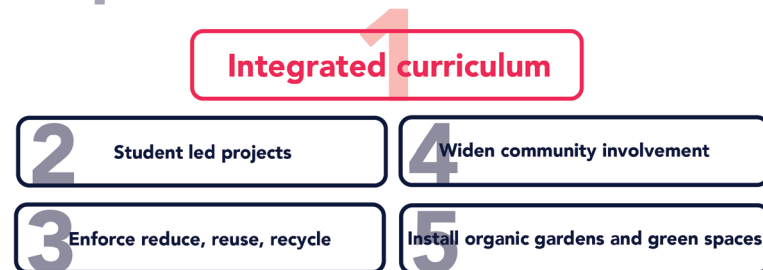 1
Integrated curriculum
2
Student led projects
4
Widen community involvement
3
Enforce reduce, reuse, recycle
5
Install organic gardens and green spaces